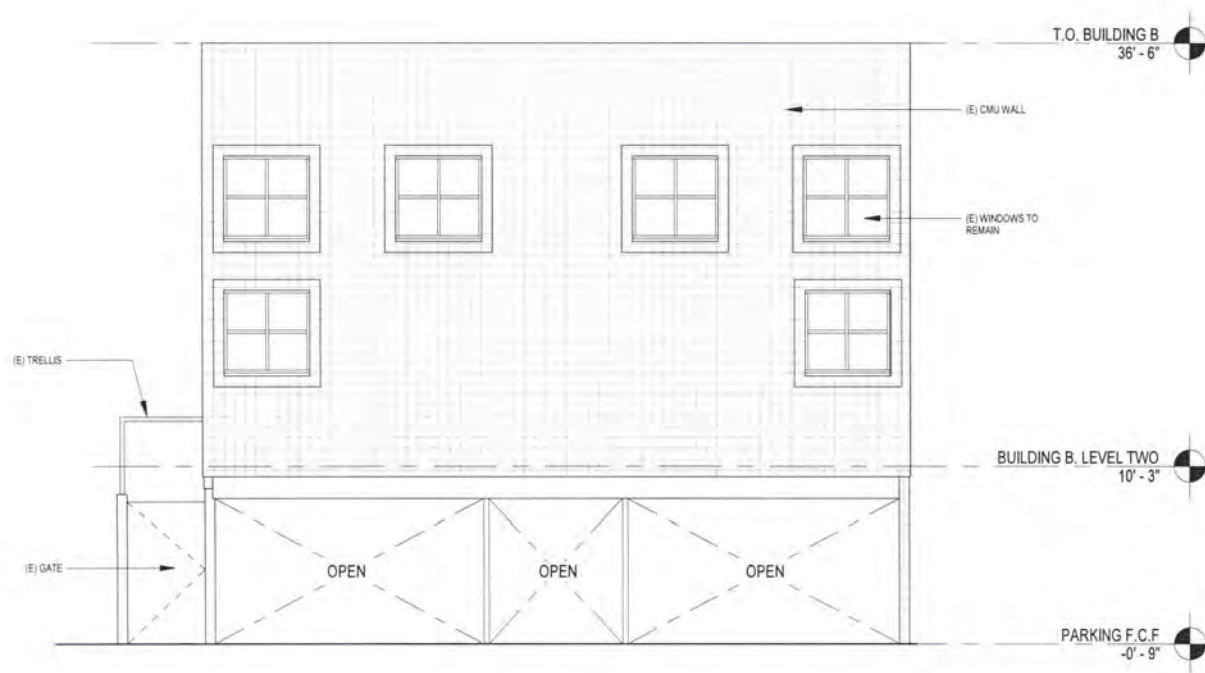 T.O. BUILDING B
36' - 6"
(E) CMU WALL
(E) WINDOWS TO
REMAIN
(E) TRELLIS
BUILDING B. LEVEL TWO
10' - 3"
(E) GATE
OPEN
OPEN
OPEN
PARKING F.C.F
-0' - 9"